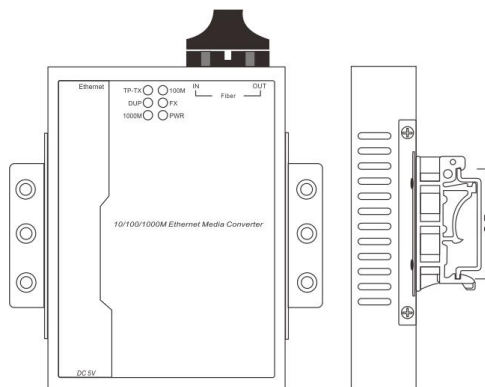 Ethernet
TP-TX 100M
DUP FX
1000M PWR
IN OUT
Fiber
10/100/1000M Ethernet Media Converter
DC 5V